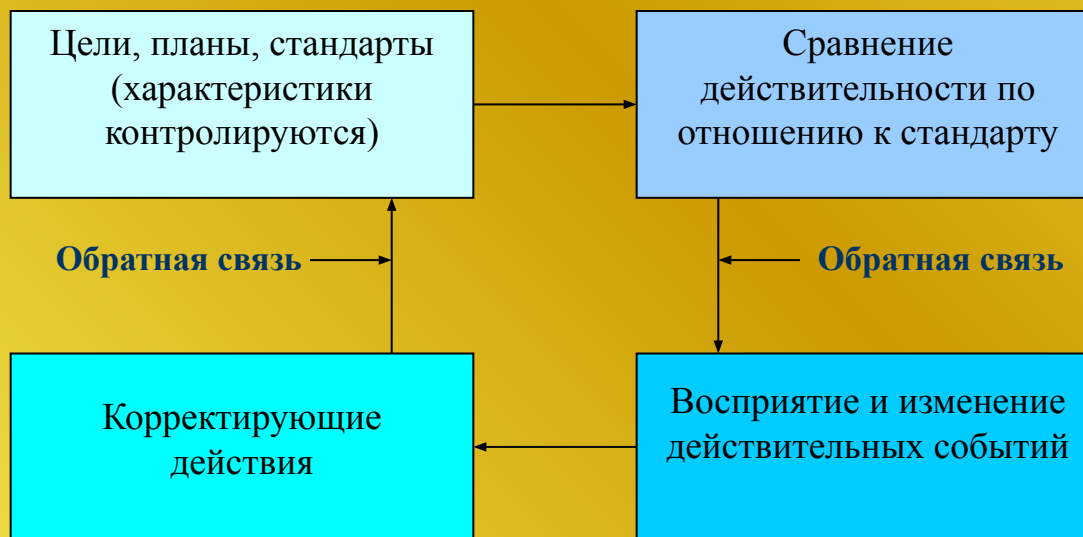 Цели, планы, стандарты
(характеристики
контролируются)
Сравнение
действительности по
отношению к стандарту
Обратная связь
Обратная связь
Корректирующие
действия
Восприятие и изменение
действительных событий